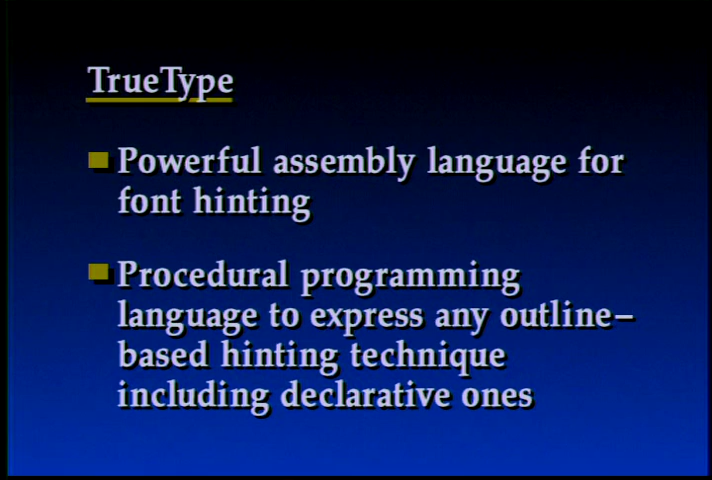 TrueType
Powerful assembly language for
font hinting
Procedural programming
language to express any outline–
based hinting technique
including declarative ones